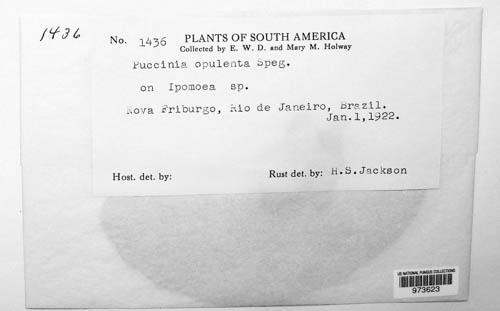 1436
No. 1436 PLANTS OF SOUTH AMERICA
Collected by E. W. D. and Mary M. Holway
Puccinia opulenta Speg.
on Ipomoea sp.
Nova Friburgo, Rio de Janeiro, Brazil.
Jan.1,1922.
Host. det. by: Rust det. by: H.S.Jackson
US NATIONAL FUNGUS COLLECTIONS
973623